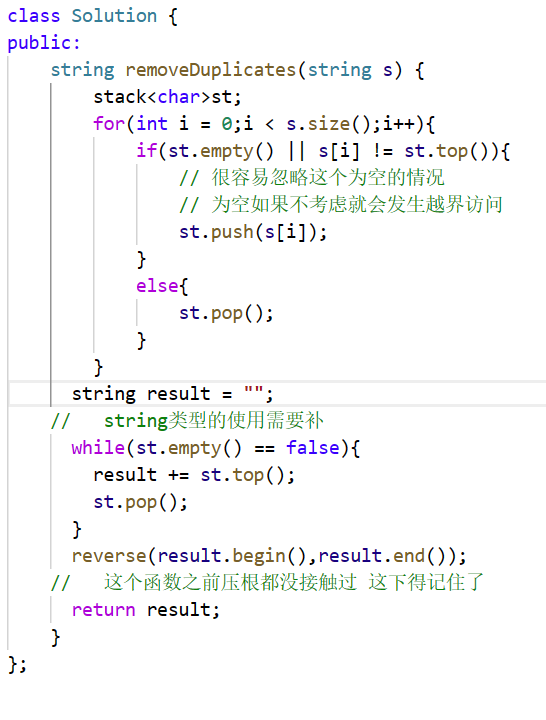 class Solution {
public:
    string removeDuplicates(string s) {
        stack<char>st;
        for(int i = 0;i < s.size();i++){
            if(st.empty() || s[i] != st.top()){
                // 很容易忽略这个为空的情况
                // 为空如果不考虑就会发生越界访问
                st.push(s[i]);
            }
            else{
                st.pop();
            }
        }
      string result = "";
    //   string类型的使用需要补
      while(st.empty() == false){
        result += st.top();
        st.pop();
      }
      reverse(result.begin(),result.end());
    //   这个函数之前压根都没接触过 这下得记住了
      return result;
    }
};